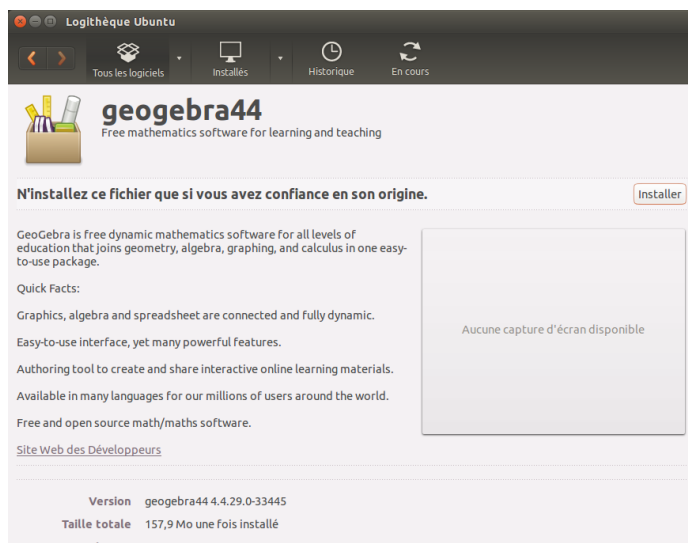 Logithèque Ubuntu
Tous les logiciels
Installés
Historique
En cours
geogebra44
Free mathematics software for learning and teaching
N'installez ce fichier que si vous avez confiance en son origine.
Installer
GeoGebra is free dynamic mathematics software for all levels of
education that joins geometry, algebra, graphing, and calculus in one easy-
to-use package.
Quick Facts:
Graphics, algebra and spreadsheet are connected and fully dynamic.
Easy-to-use interface, yet many powerful features.
Authoring tool to create and share interactive online learning materials.
Available in many languages for our millions of users around the world.
Free and open source math/maths software.
Aucune capture d'écran disponible
Site Web des Développeurs
Version geogebra44 4.4.29.0-33445
Taille totale 157,9 Mo une fois installé